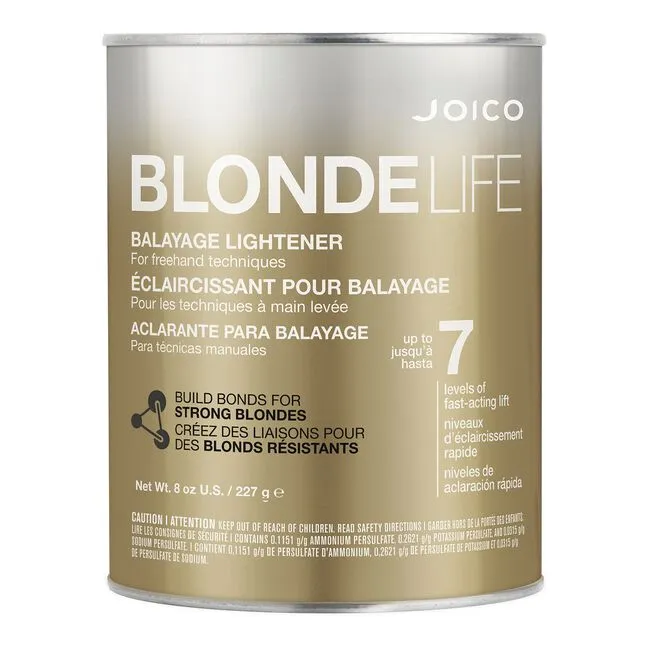 JOICO
BLONDE LIFE
BALAYAGE LIGHTENER
For freehand techniques
ÉCLAIRCISSANT POUR BALAYAGE
Pour les techniques à main levée
ACLARANTE PARA BALAYAGE
Para técnicas manuales
up to
jusqu'à
hasta
7
levels of
fast-acting lift
niveaux
d'éclaircissement
rapide
niveles de
aclaración rápida
BUILD BONDS FOR
STRONG BLONDES
CRÉEZ DES LIAISONS POUR
DES BLONDS RÉSISTANTS
Net Wt. 8 oz U.S. / 227 g ℮
CAUTION | ATTENTION KEEP OUT OF REACH OF CHILDREN. READ SAFETY DIRECTIONS | GARDER HORS DE LA PORTÉE DES ENFANTS.
LIRE LES CONSIGNES DE SÉCURITÉ | CONTAINS 0.1151 g/g AMMONIUM PERSULFATE, 0.2621 g/g POTASSIUM PERSULFATE, AND 0.0315 g/g
SODIUM PERSULFATE. | CONTIENT 0,1151 g/g DE PERSULFATE D'AMMONIUM, 0,2621 g/g DE PERSULFATE DE POTASSIUM ET 0,0315 g/g
DE PERSULFATE DE SODIUM.